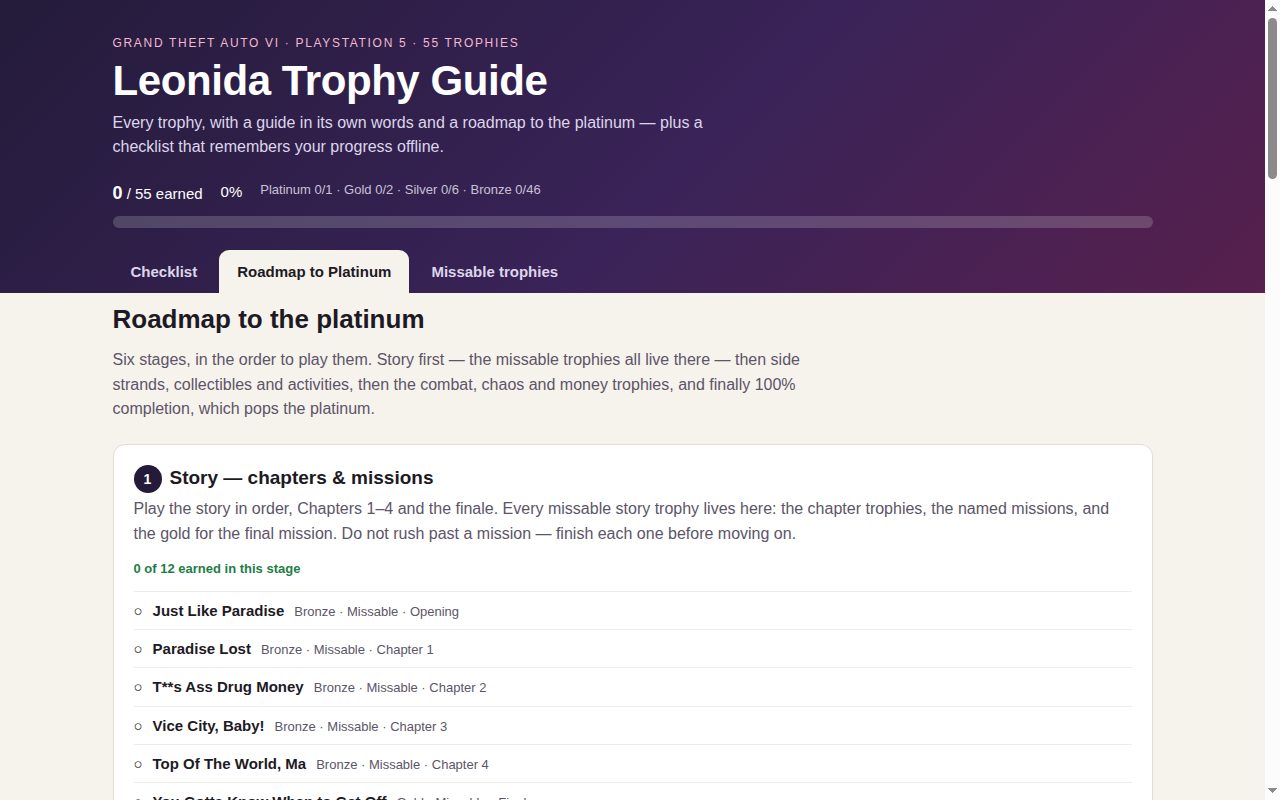 GRAND THEFT AUTO VI · PLAYSTATION 5 · 55 TROPHIES
Leonida Trophy Guide
Every trophy, with a guide in its own words and a roadmap to the platinum — plus a
checklist that remembers your progress offline.
0 / 55 earned 0% Platinum 0/1 · Gold 0/2 · Silver 0/6 · Bronze 0/46
Checklist Roadmap to Platinum Missable trophies
Roadmap to the platinum
Six stages, in the order to play them. Story first — the missable trophies all live there — then side
strands, collectibles and activities, then the combat, chaos and money trophies, and finally 100%
completion, which pops the platinum.
1 Story — chapters & missions
Play the story in order, Chapters 1–4 and the finale. Every missable story trophy lives here: the chapter trophies, the named missions, and
the gold for the final mission. Do not rush past a mission — finish each one before moving on.
0 of 12 earned in this stage
Just Like Paradise Bronze · Missable · Opening
Paradise Lost Bronze · Missable · Chapter 1
T**s Ass Drug Money Bronze · Missable · Chapter 2
Vice City, Baby! Bronze · Missable · Chapter 3
Top Of The World, Ma Bronze · Missable · Chapter 4
You Gotta Know When to Get Off